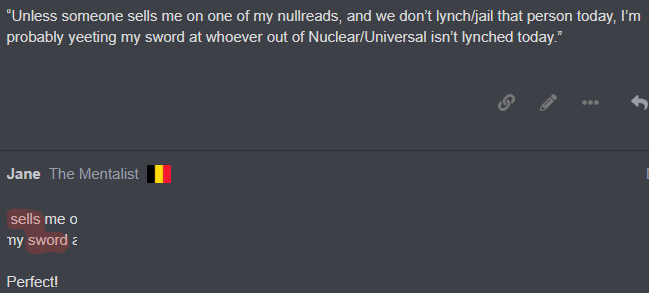 “Unless someone sells me on one of my nullreads, and we don’t lynch/jail that person today, I’m
probably yeeting my sword at whoever out of Nuclear/Universal isn’t lynched today.”
Jane The Mentalist
sells me o
my sword a
Perfect!